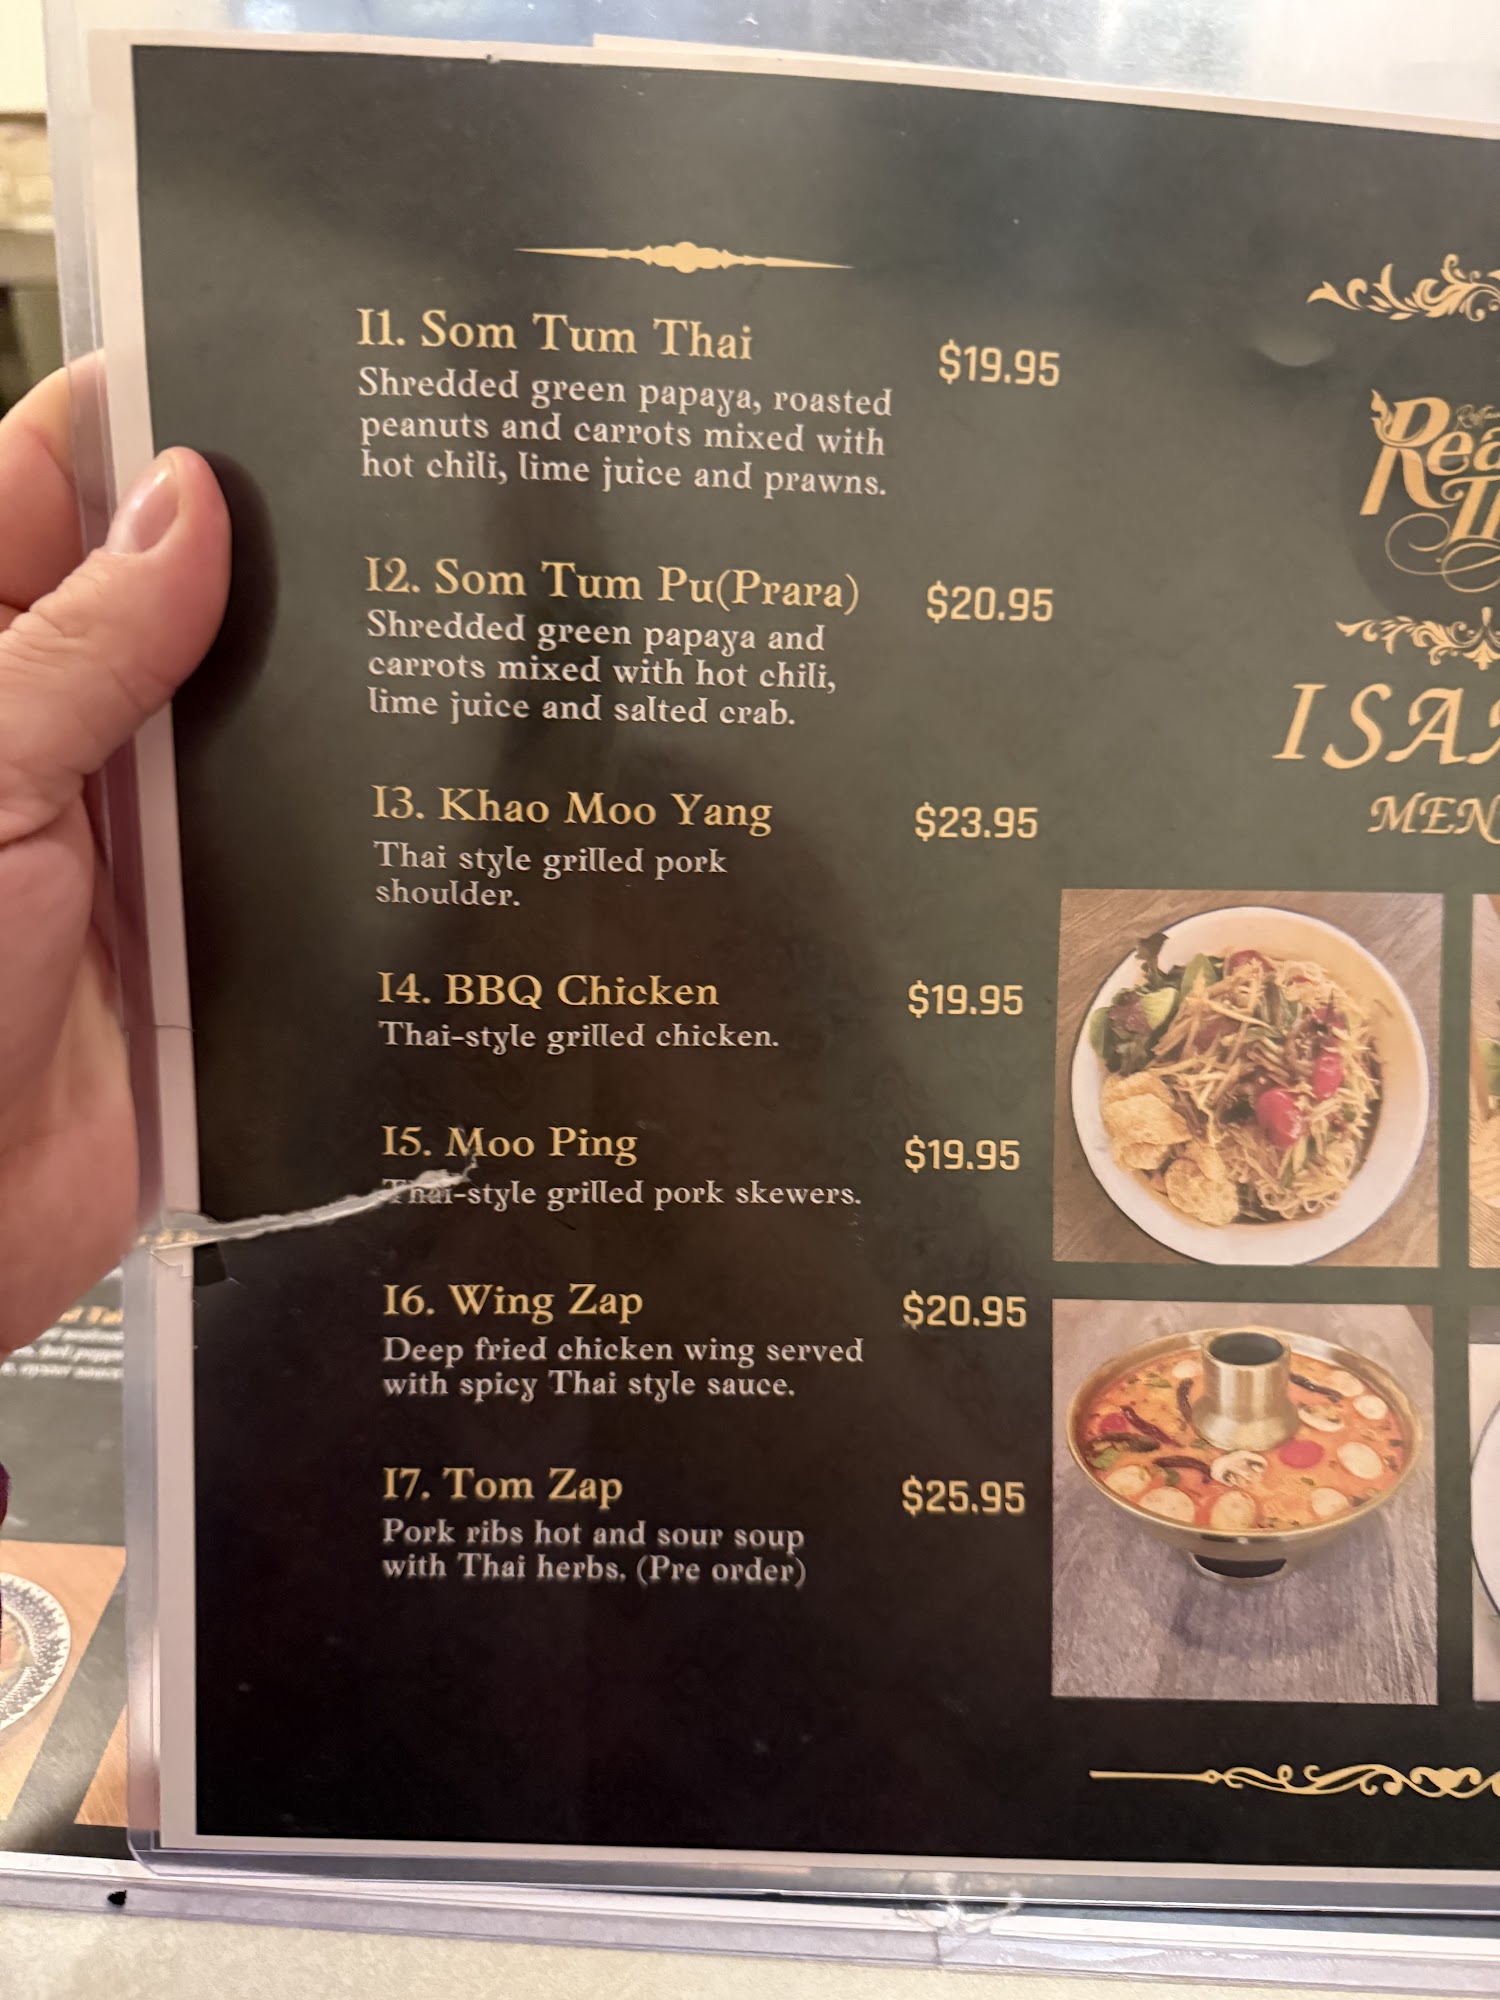 I1. Som Tum Thai $19.95
Shredded green papaya, roasted
peanuts and carrots mixed with
hot chili, lime juice and prawns.
I2. Som Tum Pu(Prara) $20.95
Shredded green papaya and
carrots mixed with hot chili,
lime juice and salted crab.
I3. Khao Moo Yang $23.95
Thai style grilled pork
shoulder.
I4. BBQ Chicken $19.95
Thai-style grilled chicken.
I5. Moo Ping $19.95
Thai-style grilled pork skewers.
I6. Wing Zap $20.95
Deep fried chicken wing served
with spicy Thai style sauce.
I7. Tom Zap $25.95
Pork ribs hot and sour soup
with Thai herbs. (Pre order)
oyster sauce